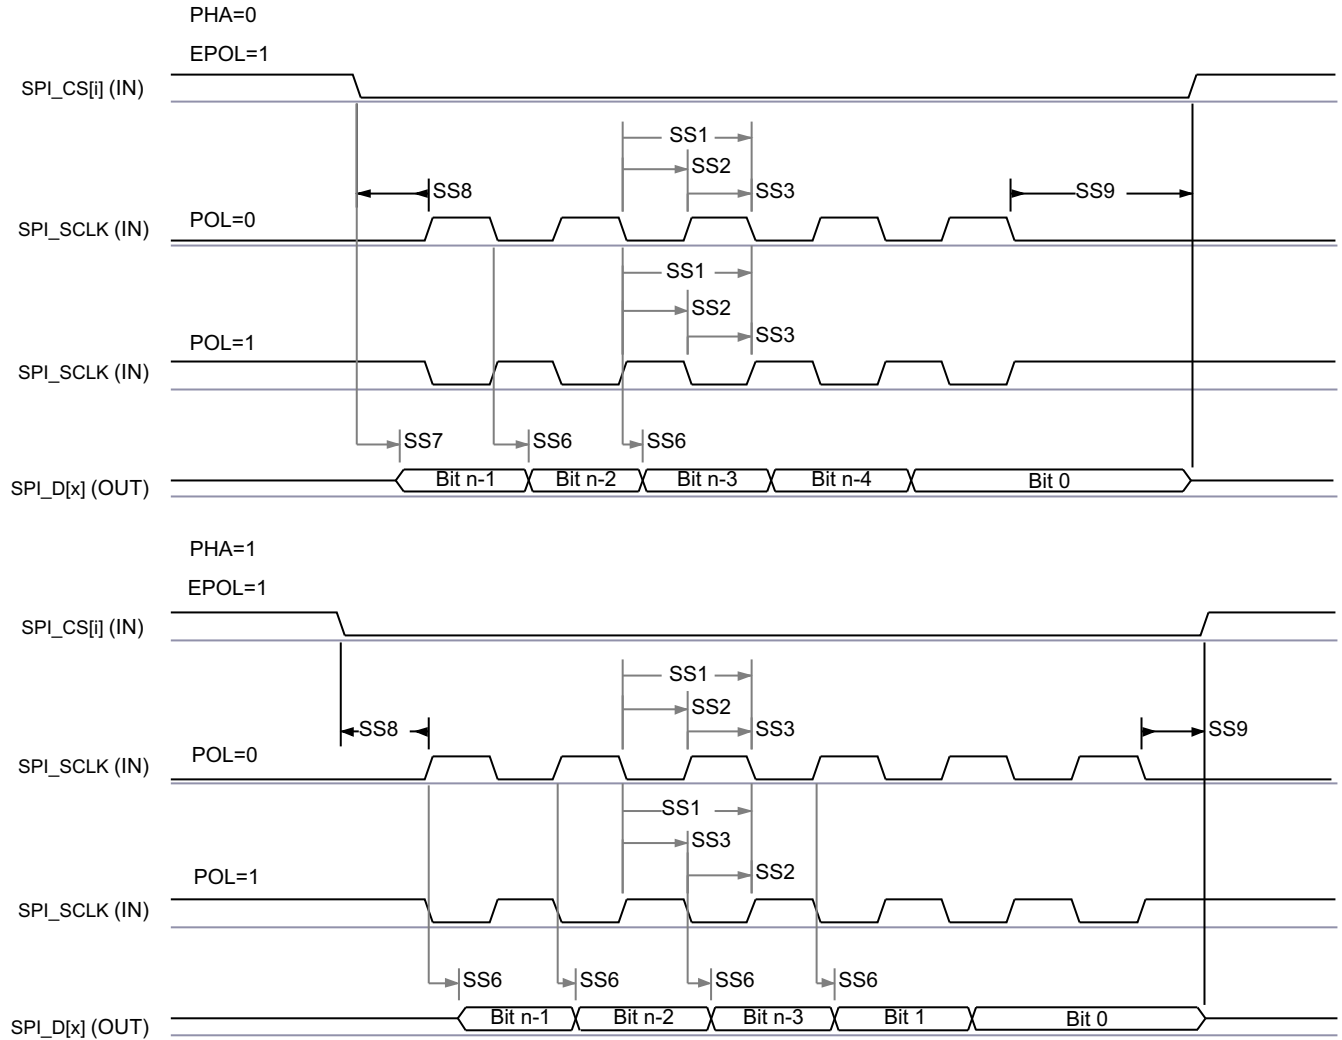 PHA=0
EPOL=1
SPI_CS[i] (IN)
SS1
SS2
SS8
SS3
SS9
POL=0
SPI_SCLK (IN)
SS1
SS2
SS3
POL=1
SPI_SCLK (IN)
SS7
SS6
SS6
SPI_D[x] (OUT)
Bit n-1
Bit n-2
Bit n-3
Bit n-4
Bit 0
PHA=1
EPOL=1
SPI_CS[i] (IN)
SS1
SS2
SS8
SS3
SS9
POL=0
SPI_SCLK (IN)
SS1
SS3
SS2
POL=1
SPI_SCLK (IN)
SS6
SS6
SS6
SS6
SPI_D[x] (OUT)
Bit n-1
Bit n-2
Bit n-3
Bit 1
Bit 0